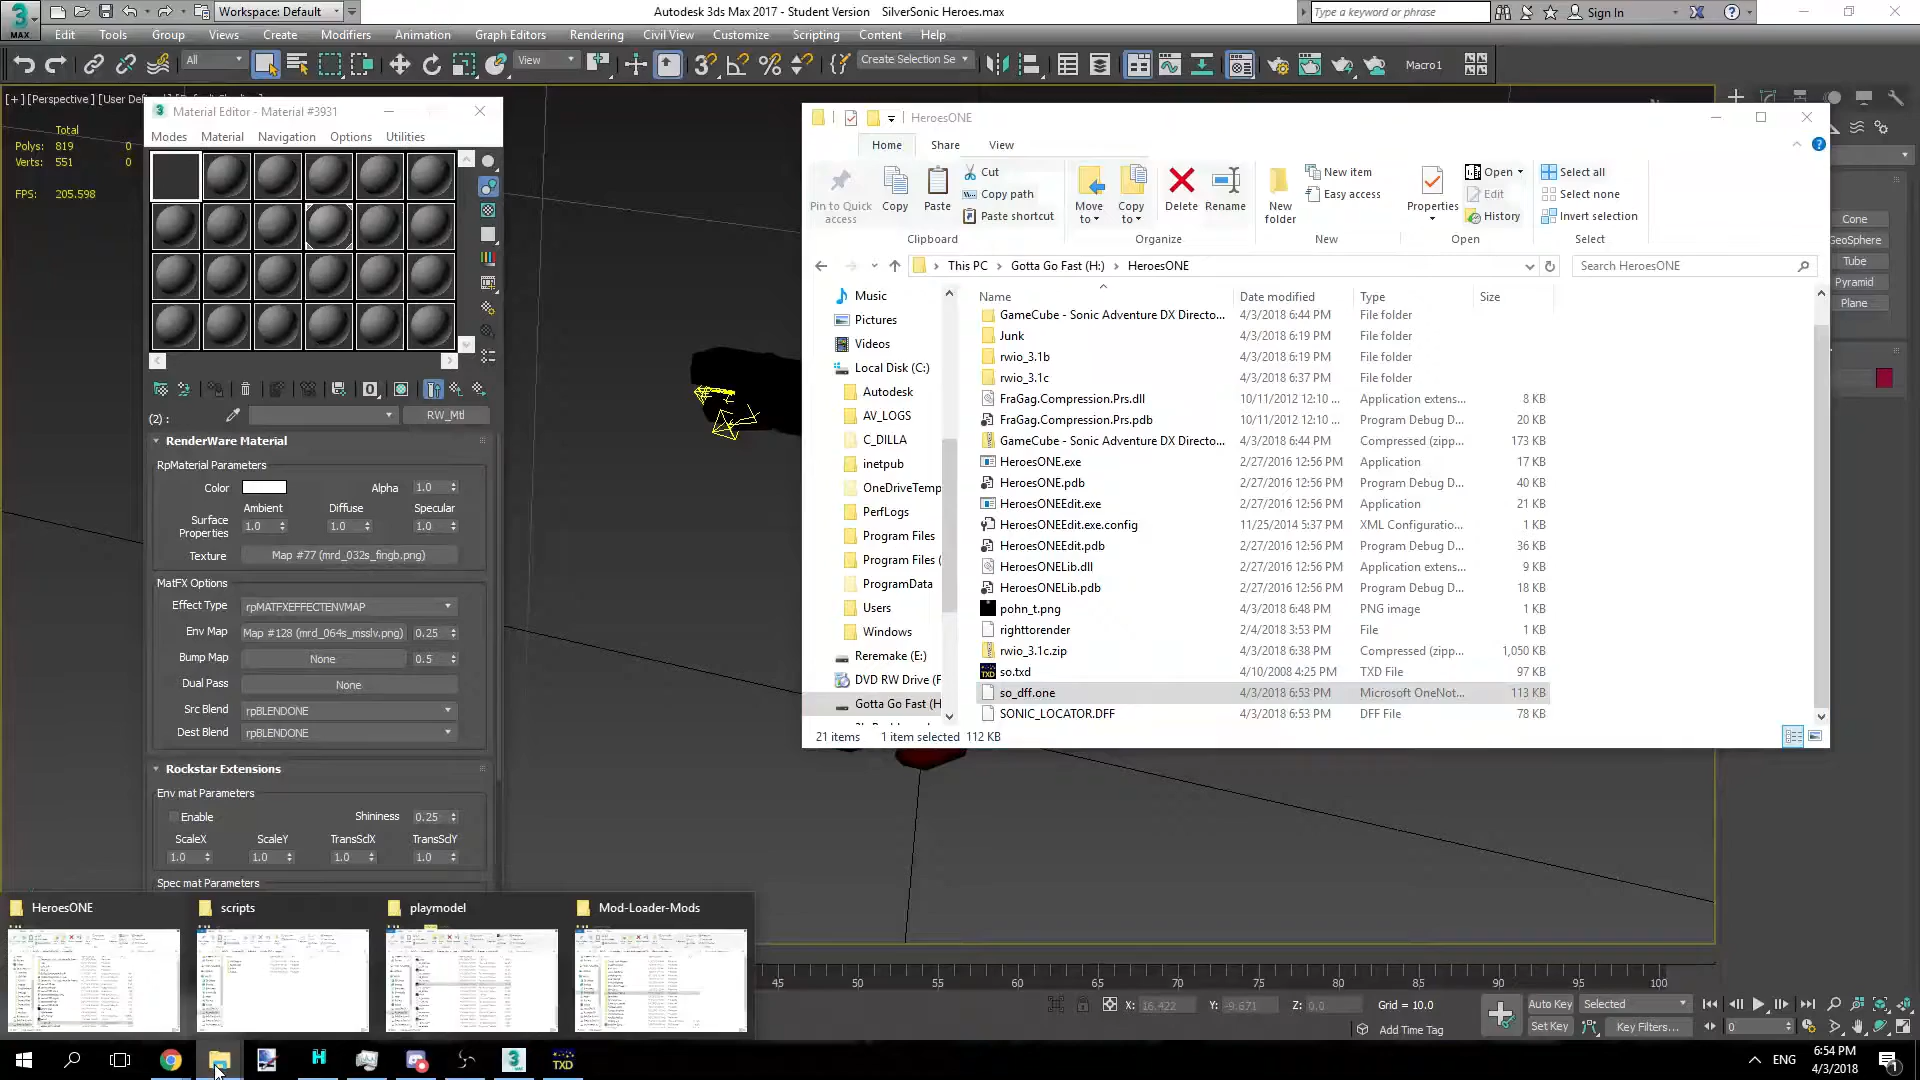 Workspace: Default
Autodesk 3ds Max 2017 - Student Version SilverSonic Heroes.max
Type a keyword or phrase
Sign In
MAX
Edit Tools Group Views Create Modifiers Animation Graph Editors Rendering Civil View Customize Scripting Content Help
All
View
Create Selection Se
Macro1
[+] [Perspective] [User Def
Total
Polys: 819 0
Verts: 551 0
FPS: 205.598
Material Editor - Material #3931
Modes Material Navigation Options Utilities
(2) :
RW_Mtl
RenderWare Material
RpMaterial Parameters
Color
Alpha 1.0
Ambient Diffuse Specular
Surface Properties 1.0 1.0 1.0
Texture Map #77 (mrd_032s_fingb.png)
MatFX Options
Effect Type rpMATFXEFFECTENVMAP
Env Map Map #128 (mrd_064s_msslv.png) 0.25
Bump Map None 0.5
Dual Pass None
Src Blend rpBLENDONE
Dest Blend rpBLENDONE
Rockstar Extensions
Env mat Parameters
Enable Shininess 0.25
ScaleX ScaleY TransSclX TransSclY
1.0 1.0 1.0 1.0
Spec mat Parameters
HeroesONE
Home Share View
Pin to Quick access
Copy
Paste
Cut
Copy path
Paste shortcut
Move to
Copy to
Delete
Rename
New folder
New item
Easy access
Properties
Open
Edit
History
Select all
Select none
Invert selection
Clipboard Organize New Open Select
This PC Gotta Go Fast (H:) HeroesONE
Search HeroesONE
Music
Pictures
Videos
Local Disk (C:)
Autodesk
AV_LOGS
C_DILLA
inetpub
OneDriveTemp
PerfLogs
Program Files
Program Files (
ProgramData
Users
Windows
Reremake (E:)
DVD RW Drive (F
Gotta Go Fast (H
Name Date modified Type Size
GameCube - Sonic Adventure DX Directo... 4/3/2018 6:44 PM File folder
Junk 4/3/2018 6:19 PM File folder
rwio_3.1b 4/3/2018 6:19 PM File folder
rwio_3.1c 4/3/2018 6:37 PM File folder
FraGag.Compression.Prs.dll 10/11/2012 12:10 ... Application extens... 8 KB
FraGag.Compression.Prs.pdb 10/11/2012 12:10 ... Program Debug D... 20 KB
GameCube - Sonic Adventure DX Directo... 4/3/2018 6:44 PM Compressed (zipp... 173 KB
HeroesONE.exe 2/27/2016 12:56 PM Application 17 KB
HeroesONE.pdb 2/27/2016 12:56 PM Program Debug D... 40 KB
HeroesONEEdit.exe 2/27/2016 12:56 PM Application 21 KB
HeroesONEEdit.exe.config 11/25/2014 5:37 PM XML Configuratio... 1 KB
HeroesONEEdit.pdb 2/27/2016 12:56 PM Program Debug D... 36 KB
HeroesONELib.dll 2/27/2016 12:56 PM Application extens... 9 KB
HeroesONELib.pdb 2/27/2016 12:56 PM Program Debug D... 18 KB
pohn_t.png 4/3/2018 6:48 PM PNG image 1 KB
righttorender 2/4/2018 3:53 PM File 1 KB
rwio_3.1c.zip 4/3/2018 6:38 PM Compressed (zipp... 1,050 KB
so.txd 4/10/2008 4:25 PM TXD File 97 KB
so_dff.one 4/3/2018 6:53 PM Microsoft OneNot... 113 KB
SONIC_LOCATOR.DFF 4/3/2018 6:53 PM DFF File 78 KB
21 items 1 item selected 112 KB
Cone
GeoSphere
Tube
Pyramid
Plane
HeroesONE scripts playmodel Mod-Loader-Mods
45 50 55 60 65 70 75 80 85 90 95 100
X: 16.422 Y: -9.671 Z: 0.0 Grid = 10.0
Add Time Tag
Auto Key Selected
Set Key Key Filters...
0
TXD
ENG
6:54 PM
4/3/2018
1